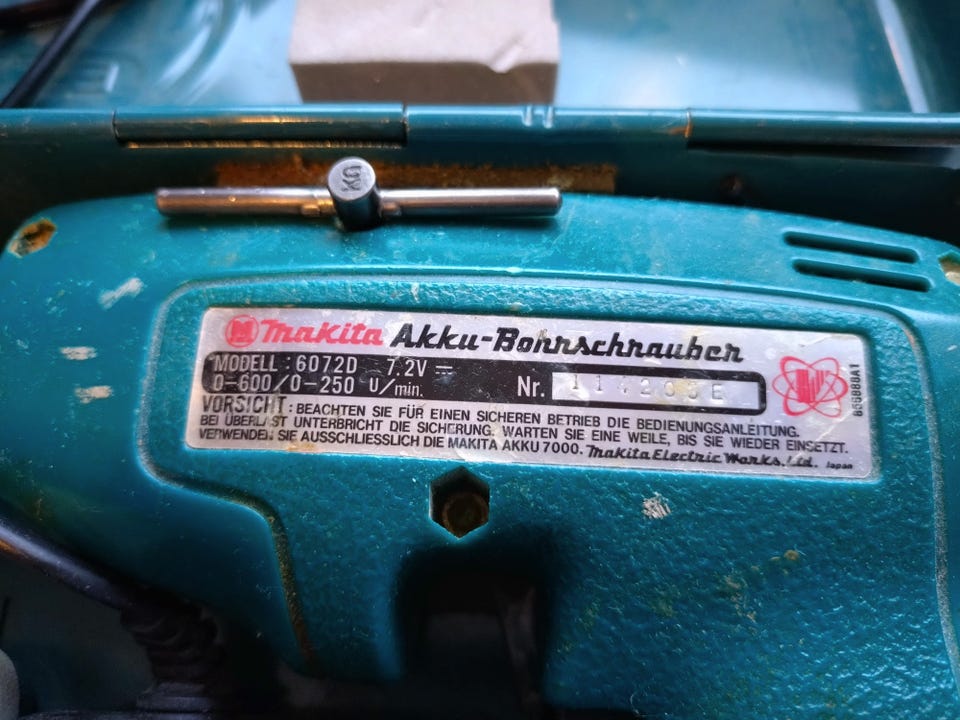 Makita Akku-Bohrschrauber
MODELL : 6072D 7.2V
0-600/0-250 U/min. Nr.
VORSICHT : BEACHTEN SIE FÜR EINEN SICHEREN BETRIEB DIE BEDIENUNGSANLEITUNG.
BEI ÜBERLAST UNTERBRICHT DIE SICHERUNG. WARTEN SIE EINE WEILE, BIS SIE WIEDER EINSETZT.
VERWENDEN SIE AUSSCHLIESSLICH DIE MAKITA AKKU 7000. Makita Electric Works, Ltd. Japan